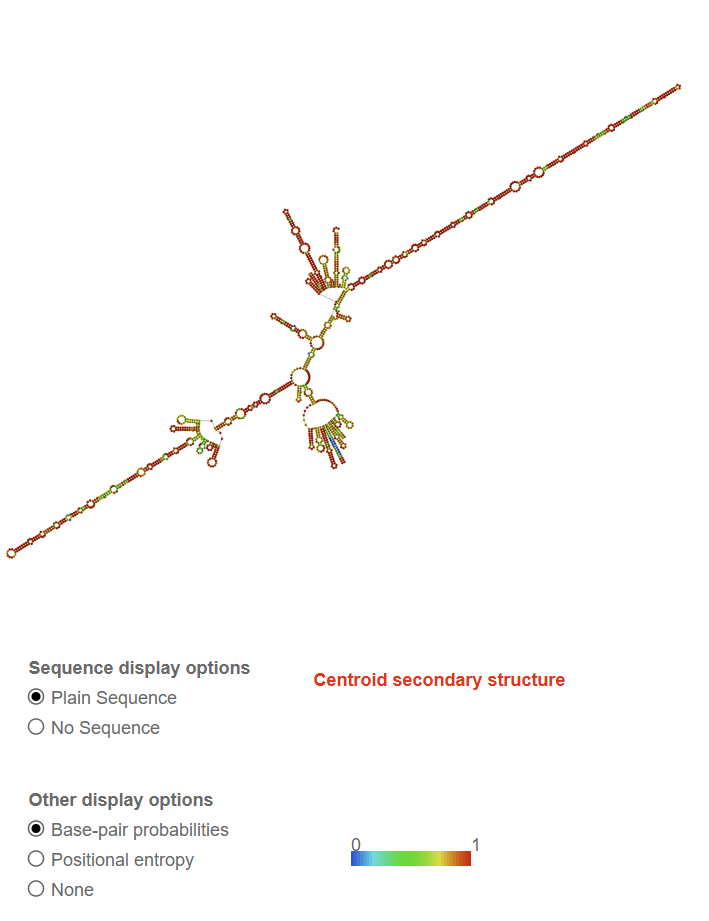 Sequence display options
Centroid secondary structure
Plain Sequence
No Sequence
Other display options
Base-pair probabilities
0 1
Positional entropy
None